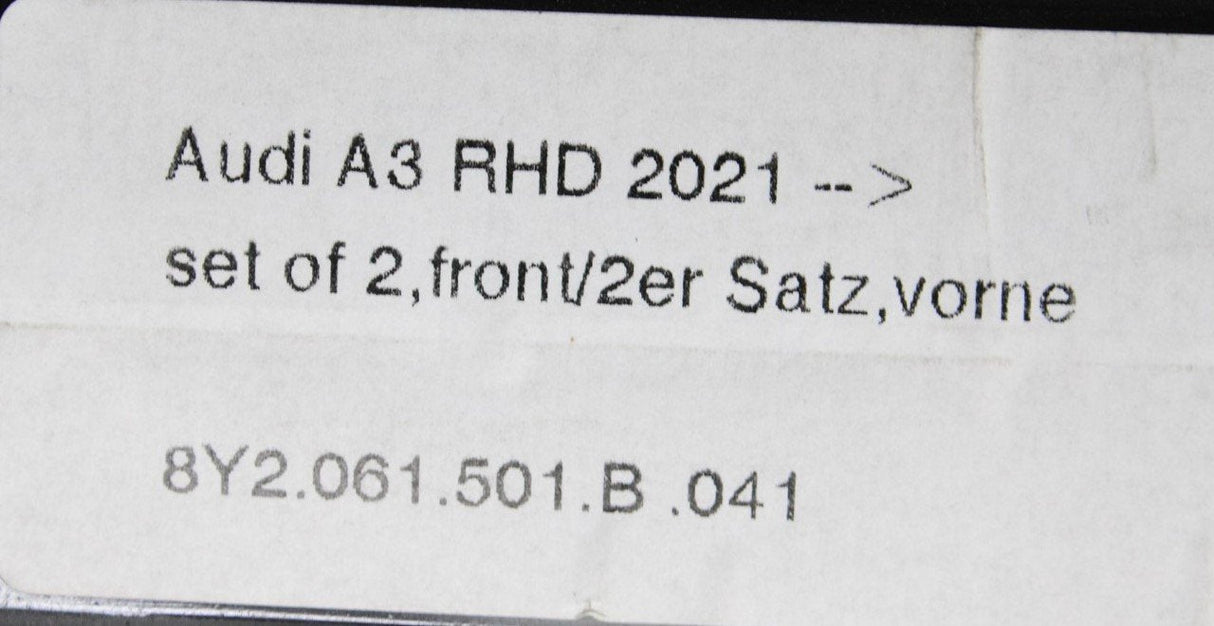 Audi A3 RHD 2021 -->
set of 2,front/2er Satz,vorne
8Y2.061.501.B .041